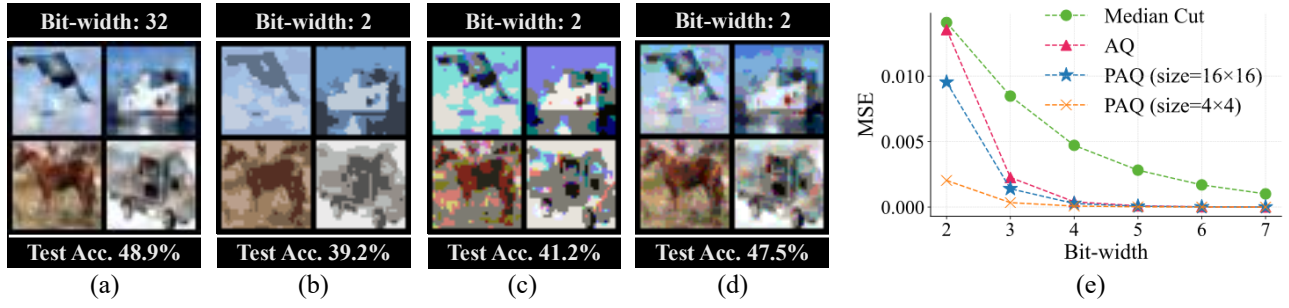 Bit-width: 32
Bit-width: 2
Bit-width: 2
Bit-width: 2
Test Acc. 48.9%
Test Acc. 39.2%
Test Acc. 41.2%
Test Acc. 47.5%
(a)
(b)
(c)
(d)
Median Cut
AQ
PAQ (size=16×16)
PAQ (size=4×4)
MSE
0.010
0.005
0.000
2 3 4 5 6 7
Bit-width
(e)